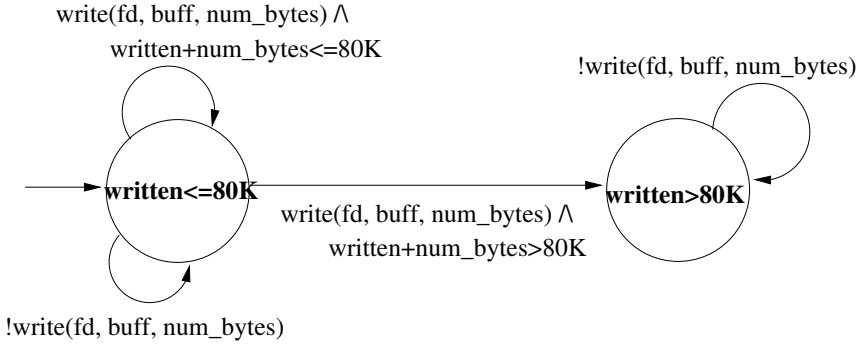 write(fd, buff, num_bytes) /\
written+num_bytes<=80K
!write(fd, buff, num_bytes)
written<=80K
written>80K
write(fd, buff, num_bytes) /\
written+num_bytes>80K
!write(fd, buff, num_bytes)